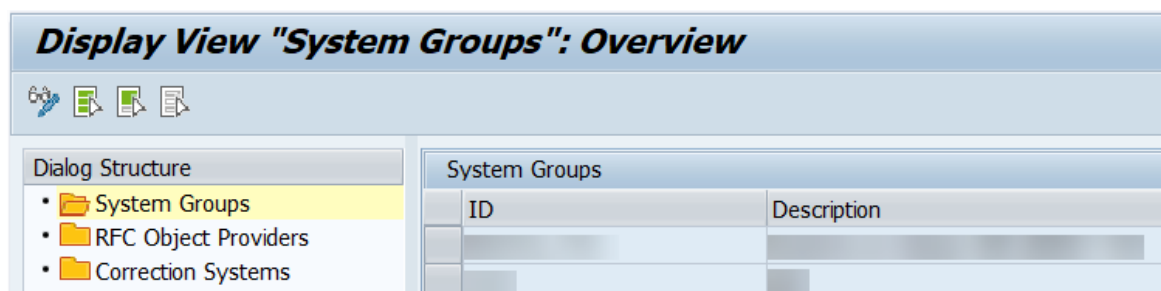 Display View "System Groups": Overview
Dialog Structure
System Groups
RFC Object Providers
Correction Systems
System Groups
ID Description